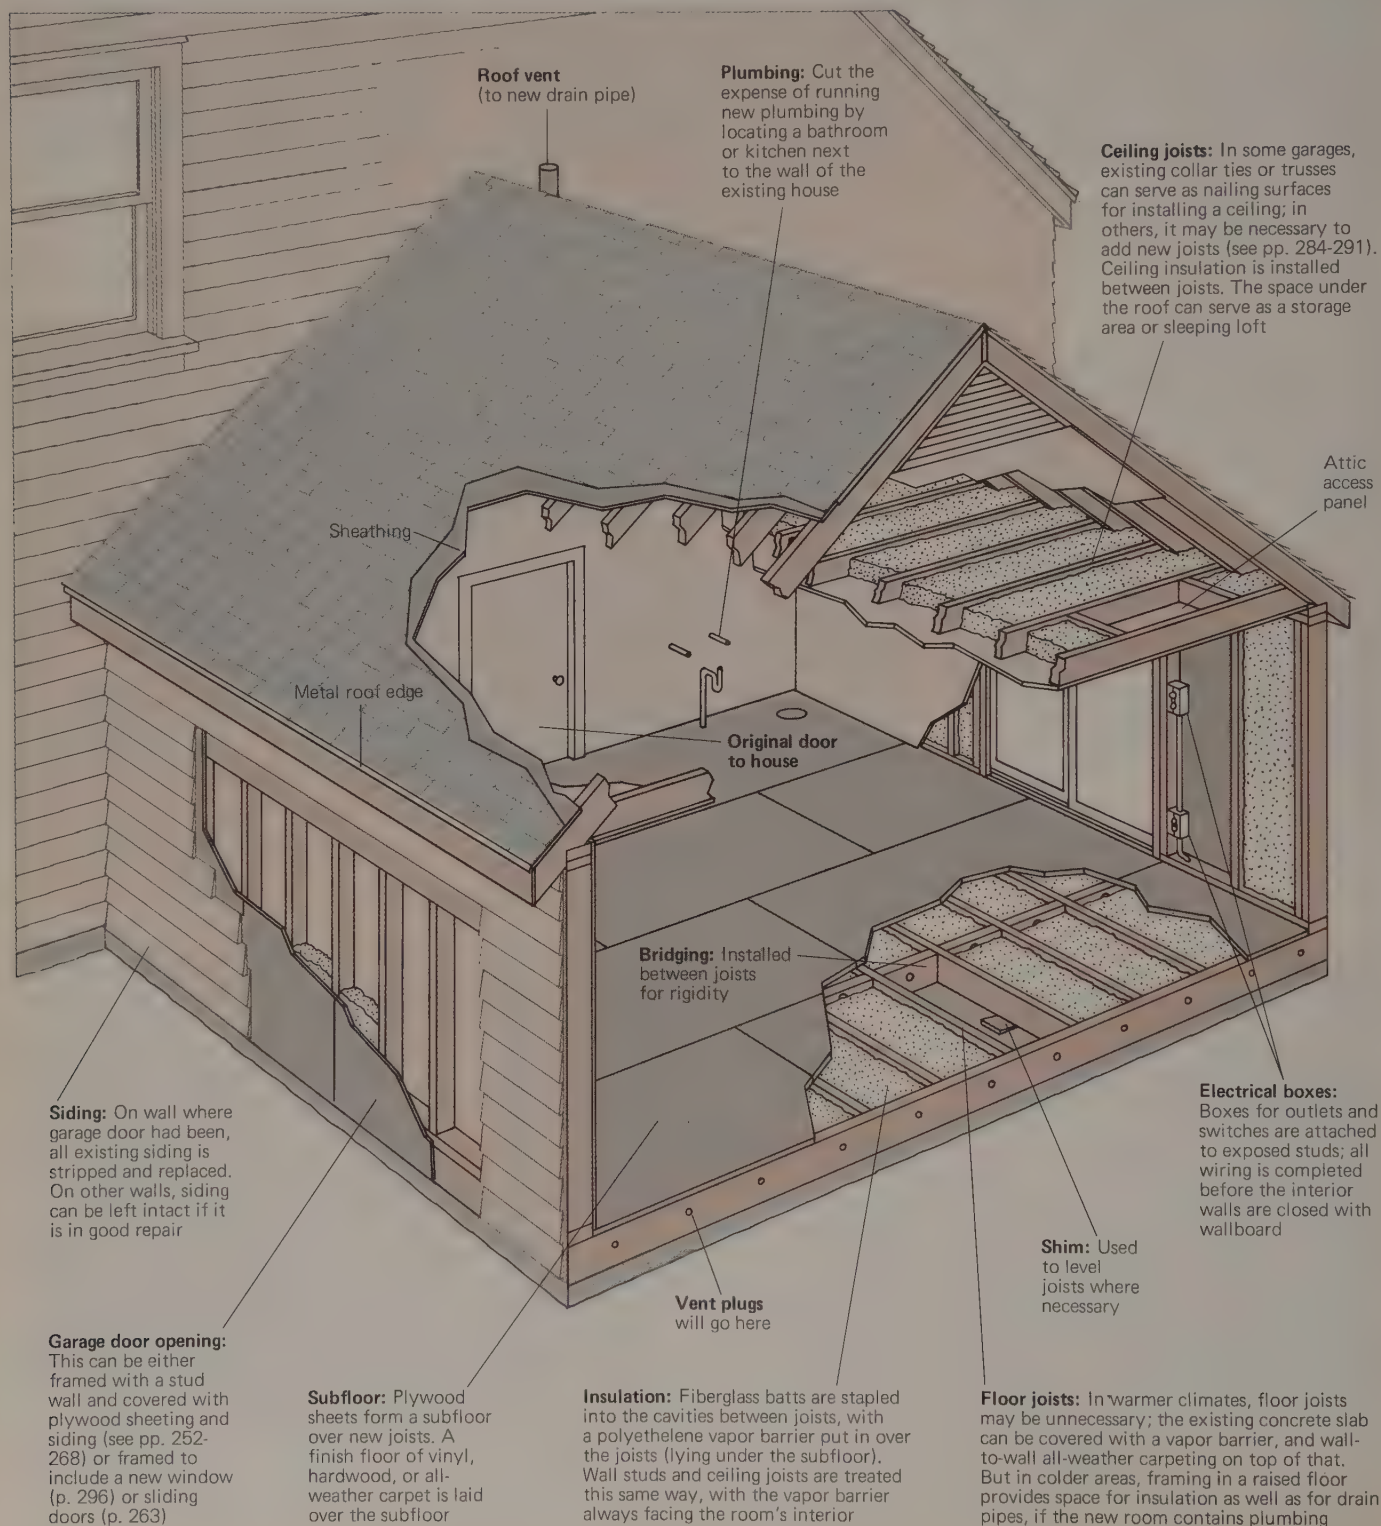 Roof vent
(to new drain pipe)
Plumbing: Cut the
expense of running
new plumbing by
locating a bathroom
or kitchen next
to the wall of the
existing house
Ceiling joists: In some garages,
existing collar ties or trusses
can serve as nailing surfaces
for installing a ceiling; in
others, it may be necessary to
add new joists (see pp. 284-291).
Ceiling insulation is installed
between joists. The space under
the roof can serve as a storage
area or sleeping loft
Attic
access
panel
Sheathing
Metal roof edge
Original door
to house
Bridging: Installed
between joists
for rigidity
Siding: On wall where
garage door had been,
all existing siding is
stripped and replaced.
On other walls, siding
can be left intact if it
is in good repair
Electrical boxes:
Boxes for outlets and
switches are attached
to exposed studs; all
wiring is completed
before the interior
walls are closed with
wallboard
Shim: Used
to level
joists where
necessary
Vent plugs
will go here
Garage door opening:
This can be either
framed with a stud
wall and covered with
plywood sheeting and
siding (see pp. 252-
268) or framed to
include a new window
(p. 296) or sliding
doors (p. 263)
Subfloor: Plywood
sheets form a subfloor
over new joists. A
finish floor of vinyl,
hardwood, or all-
weather carpet is laid
over the subfloor
Insulation: Fiberglass batts are stapled
into the cavities between joists, with
a polyethelene vapor barrier put in over
the joists (lying under the subfloor).
Wall studs and ceiling joists are treated
this same way, with the vapor barrier
always facing the room's interior
Floor joists: In warmer climates, floor joists
may be unnecessary; the existing concrete slab
can be covered with a vapor barrier, and wall-
to-wall all-weather carpeting on top of that.
But in colder areas, framing in a raised floor
provides space for insulation as well as for drain
pipes, if the new room contains plumbing